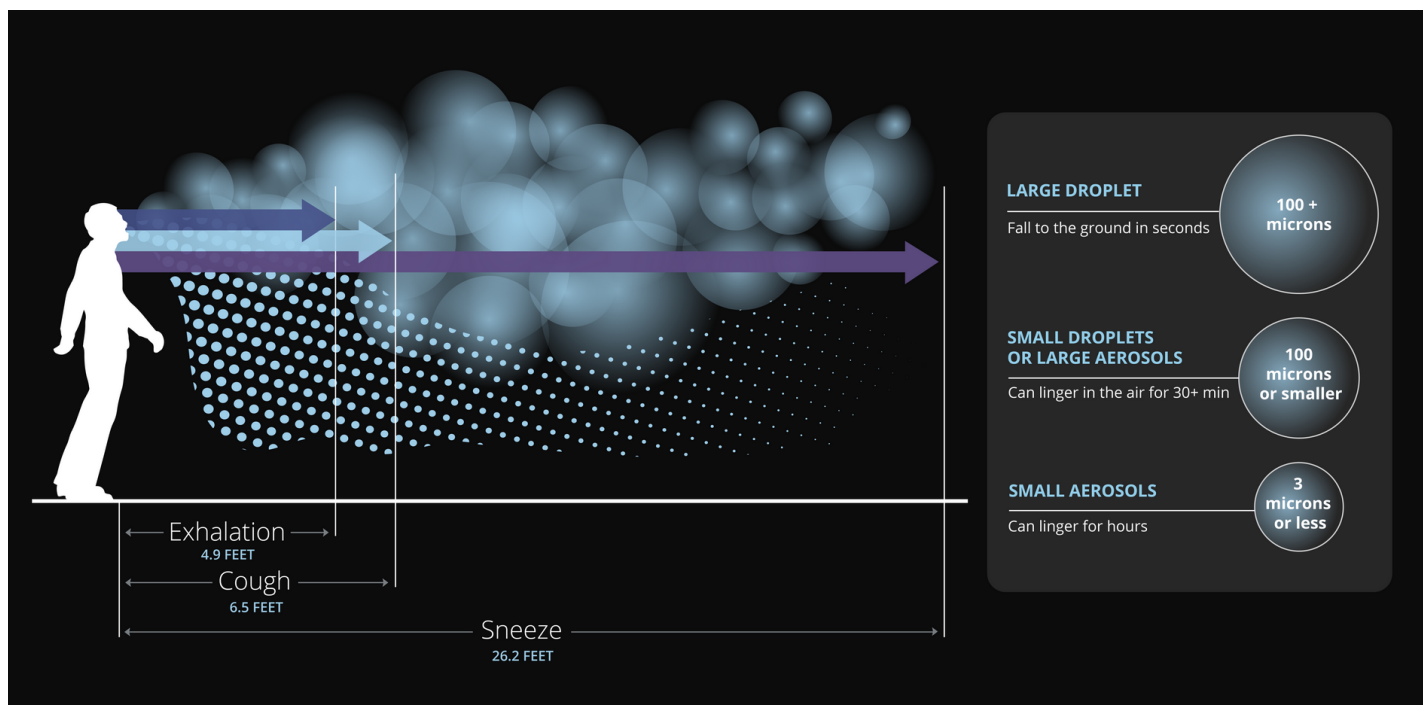 Exhalation
4.9 FEET
Cough
6.5 FEET
Sneeze
26.2 FEET
LARGE DROPLET
Fall to the ground in seconds
100 +
microns
SMALL DROPLETS
OR LARGE AEROSOLS
Can linger in the air for 30+ min
100
microns
or smaller
SMALL AEROSOLS
Can linger for hours
3
microns
or less